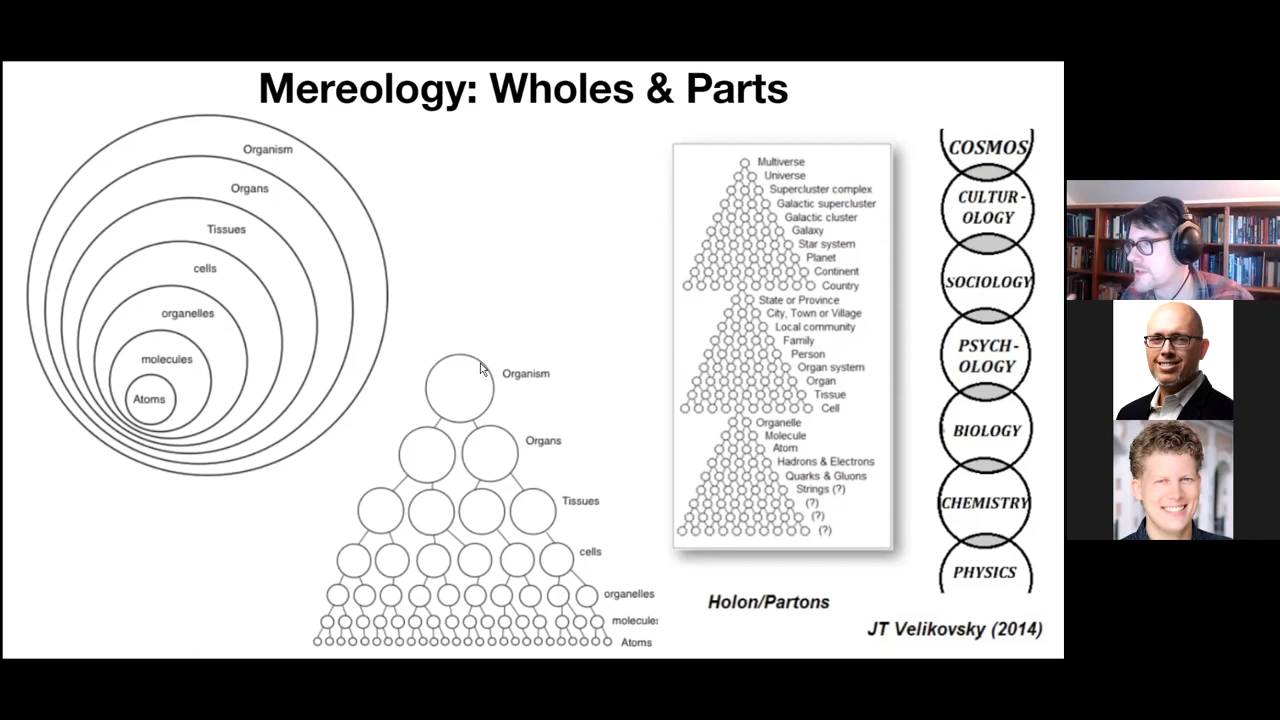 Mereology: Wholes & Parts
Organism
Organs
Tissues
cells
organelles
molecules
Atoms
Organism
Organs
Tissues
cells
organelles
molecules
Atoms
Multiverse
Universe
Supercluster complex
Galactic supercluster
Galactic cluster
Galaxy
Star system
Planet
Continent
Country
State or Province
City, Town or Village
Local community
Family
Person
Organ system
Organ
Tissue
Cell
Organelle
Molecule
Atom
Hadrons & Electrons
Quarks & Gluons
Strings (?)
(?)
(?)
(?)
Holon/Partons
COSMOS
CULTUR-
OLOGY
SOCIOLOGY
PSYCH-
OLOGY
BIOLOGY
CHEMISTRY
PHYSICS
JT Velikovsky (2014)